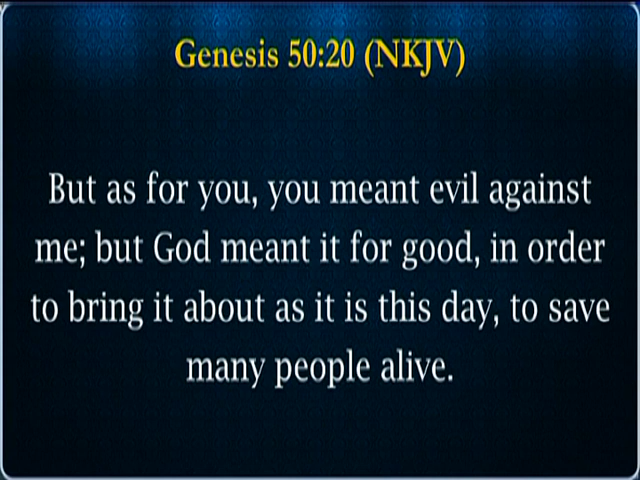 Genesis 50:20 (NKJV)
But as for you, you meant evil against
me; but God meant it for good, in order
to bring it about as it is this day, to save
many people alive.